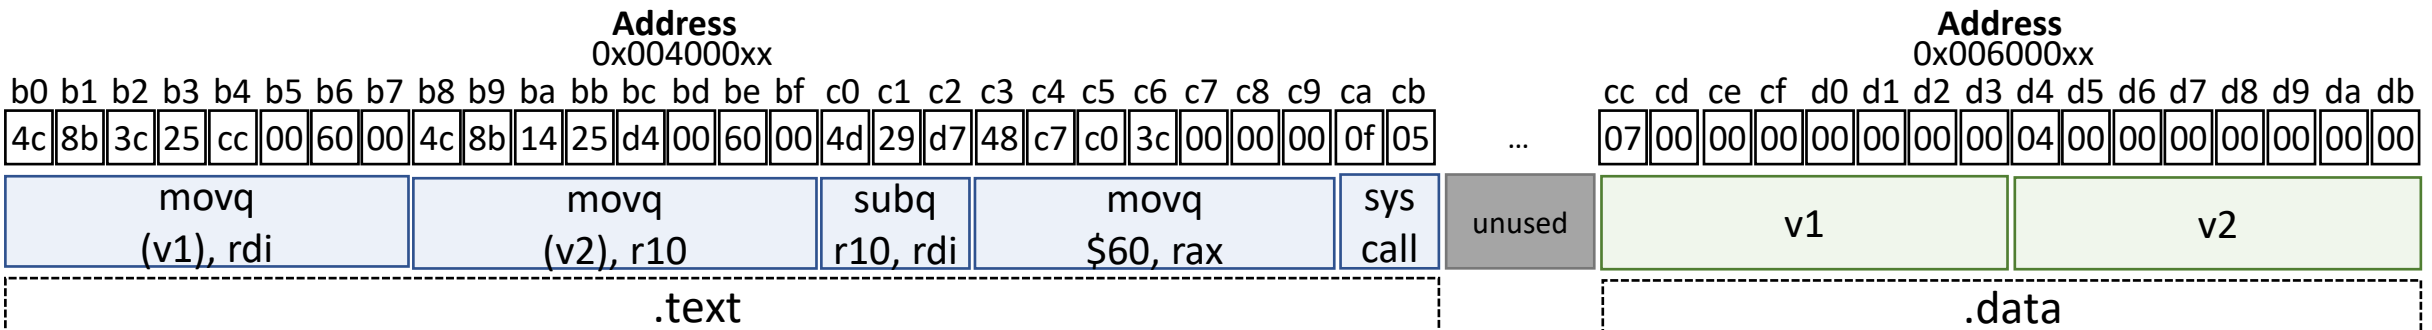 Address Address
0x004000xx 0x006000xx
b0 b1 b2 b3 b4 b5 b6 b7 b8 b9 ba bb bc bd be bf c0 c1 c2 c3 c4 c5 c6 c7 c8 c9 ca cb cc cd ce cf d0 d1 d2 d3 d4 d5 d6 d7 d8 d9 da db
4c 8b 3c 25 cc 00 60 00 4c 8b 14 25 d4 00 60 00 4d 29 d7 48 c7 c0 3c 00 00 00 0f 05 ... 07 00 00 00 00 00 00 00 04 00 00 00 00 00 00 00
movq movq subq movq sys
(v1), rdi (v2), r10 r10, rdi $60, rax call unused v1 v2
.text .data